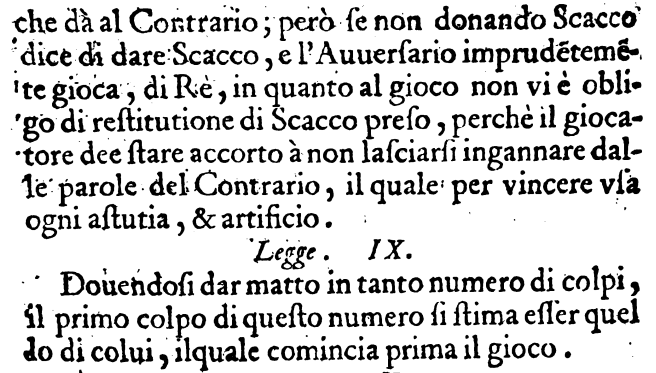 che dà al Contrario; però ſe non donando Scacco
dice di dare Scacco, e l'Auuerſario imprudētemē-
te gioca, di Rè, in quanto al gioco non vi è obli-
go di reſtitutione di Scacco preſo, perchè il gioca-
tore dee ſtare accorto à non laſciarſi ingannare dal-
le parole del Contrario, il quale per vincere vſa
ogni aſtutia, & artificio.
Legge. IX.
Douendoſi dar matto in tanto numero di colpi,
il primo colpo di queſto numero ſi ſtima eſſer quel
lo di colui, ilquale comincia prima il gioco.